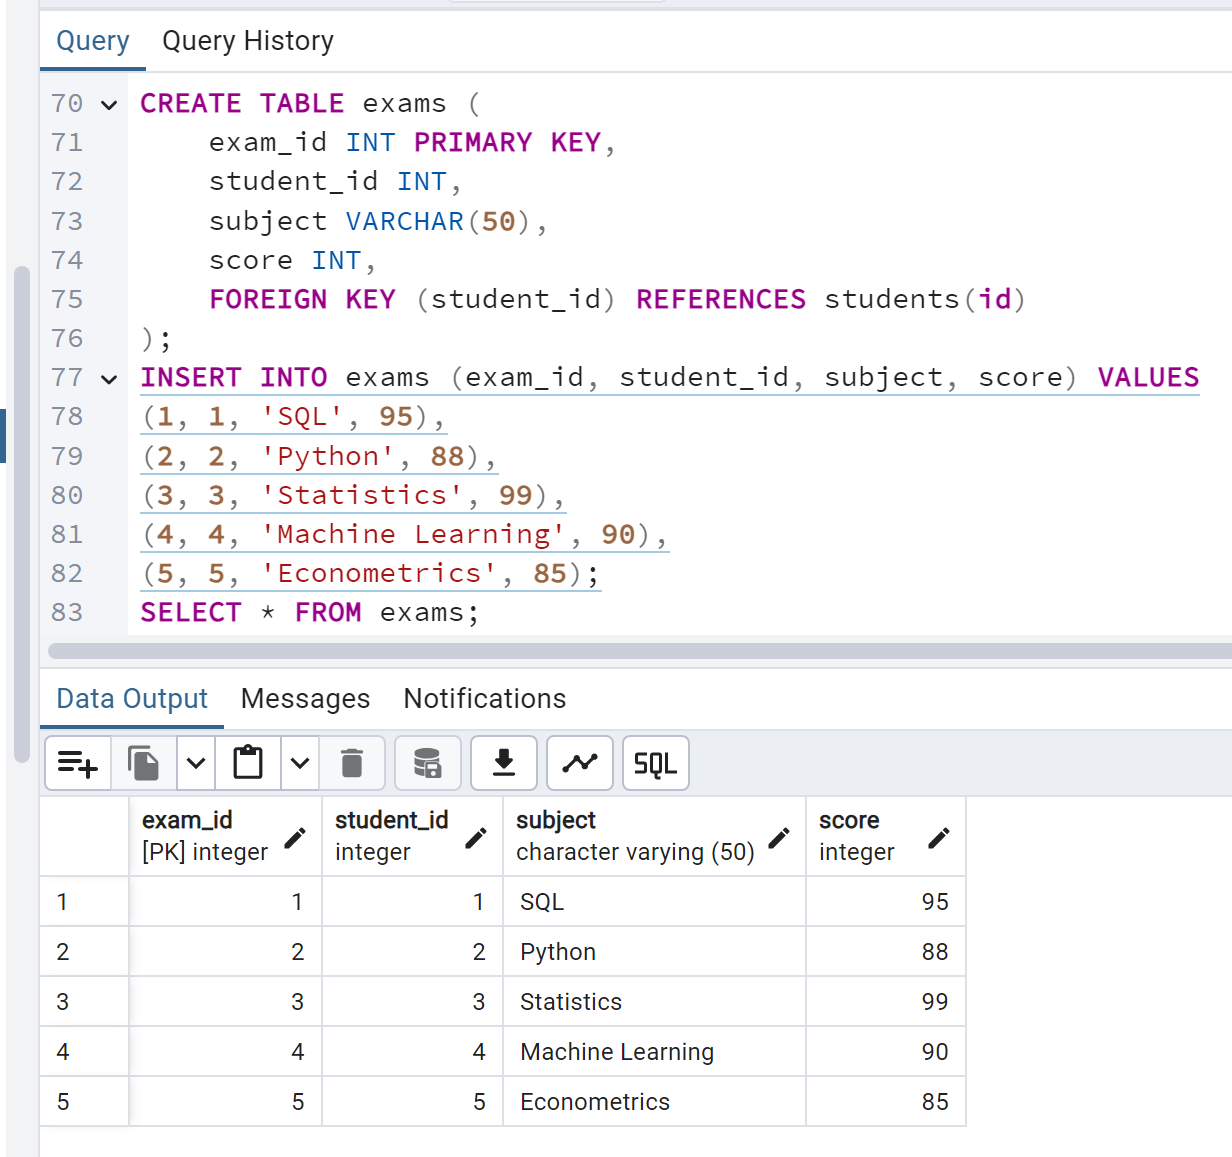 Query Query History
70 CREATE TABLE exams (
71 exam_id INT PRIMARY KEY,
72 student_id INT,
73 subject VARCHAR(50),
74 score INT,
75 FOREIGN KEY (student_id) REFERENCES students(id)
76 );
77 INSERT INTO exams (exam_id, student_id, subject, score) VALUES
78 (1, 1, 'SQL', 95),
79 (2, 2, 'Python', 88),
80 (3, 3, 'Statistics', 99),
81 (4, 4, 'Machine Learning', 90),
82 (5, 5, 'Econometrics', 85);
83 SELECT * FROM exams;
Data Output Messages Notifications
SQL
exam_id student_id subject score
[PK] integer integer character varying (50) integer
1 1 1 SQL 95
2 2 2 Python 88
3 3 3 Statistics 99
4 4 4 Machine Learning 90
5 5 5 Econometrics 85